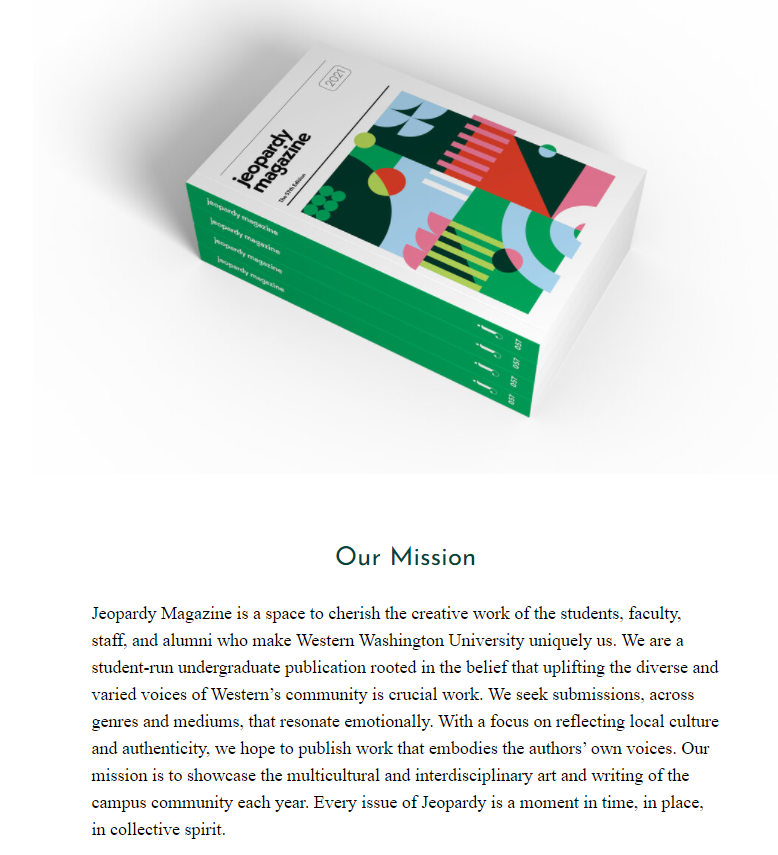 2021
jeopardy
magazine
The 57th Edition
jeopardy magazine
jeopardy magazine
jeopardy magazine
jeopardy magazine
057
057
057
057
Our Mission
Jeopardy Magazine is a space to cherish the creative work of the students, faculty,
staff, and alumni who make Western Washington University uniquely us. We are a
student-run undergraduate publication rooted in the belief that uplifting the diverse and
varied voices of Western’s community is crucial work. We seek submissions, across
genres and mediums, that resonate emotionally. With a focus on reflecting local culture
and authenticity, we hope to publish work that embodies the authors’ own voices. Our
mission is to showcase the multicultural and interdisciplinary art and writing of the
campus community each year. Every issue of Jeopardy is a moment in time, in place,
in collective spirit.